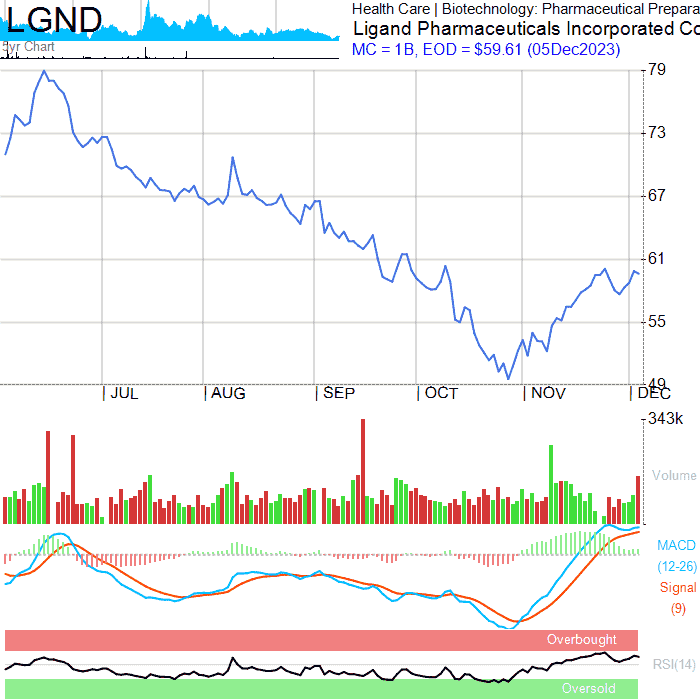 LGND
5yr Chart
Health Care | Biotechnology: Pharmaceutical Prepara
Ligand Pharmaceuticals Incorporated Co
MC = 1B, EOD = $59.61 (05Dec2023)
79
73
67
61
55
49
| JUL | AUG | SEP | OCT | NOV | DEC
343k
Volume
MACD
(12-26)
Signal
(9)
Overbought
RSI(14)
Oversold